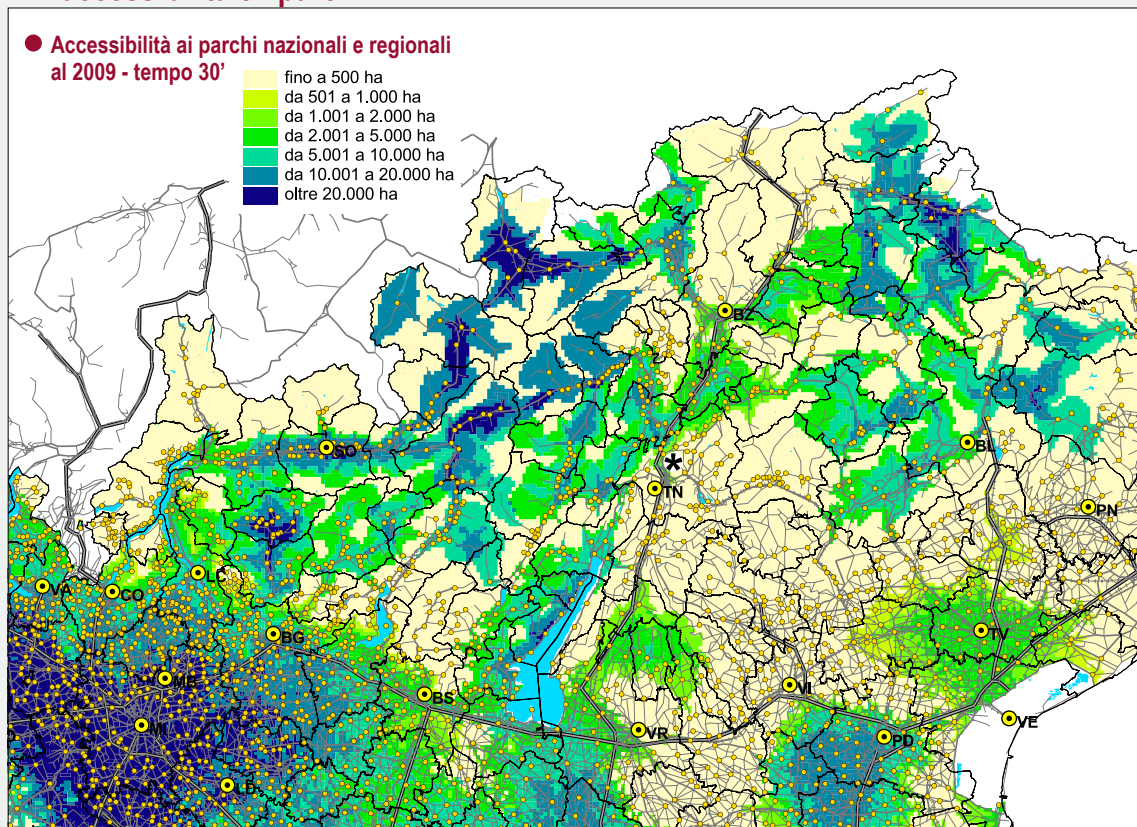 Accessibilità ai parchi nazionali e regionali
al 2009 - tempo 30'
fino a 500 ha
da 501 a 1.000 ha
da 1.001 a 2.000 ha
da 2.001 a 5.000 ha
da 5.001 a 10.000 ha
da 10.001 a 20.000 ha
oltre 20.000 ha
BZ
SO
BL
*
TN
PN
LC
VA
CO
BG
TV
MB
VI
BS
VE
MI
VR
PD
LO